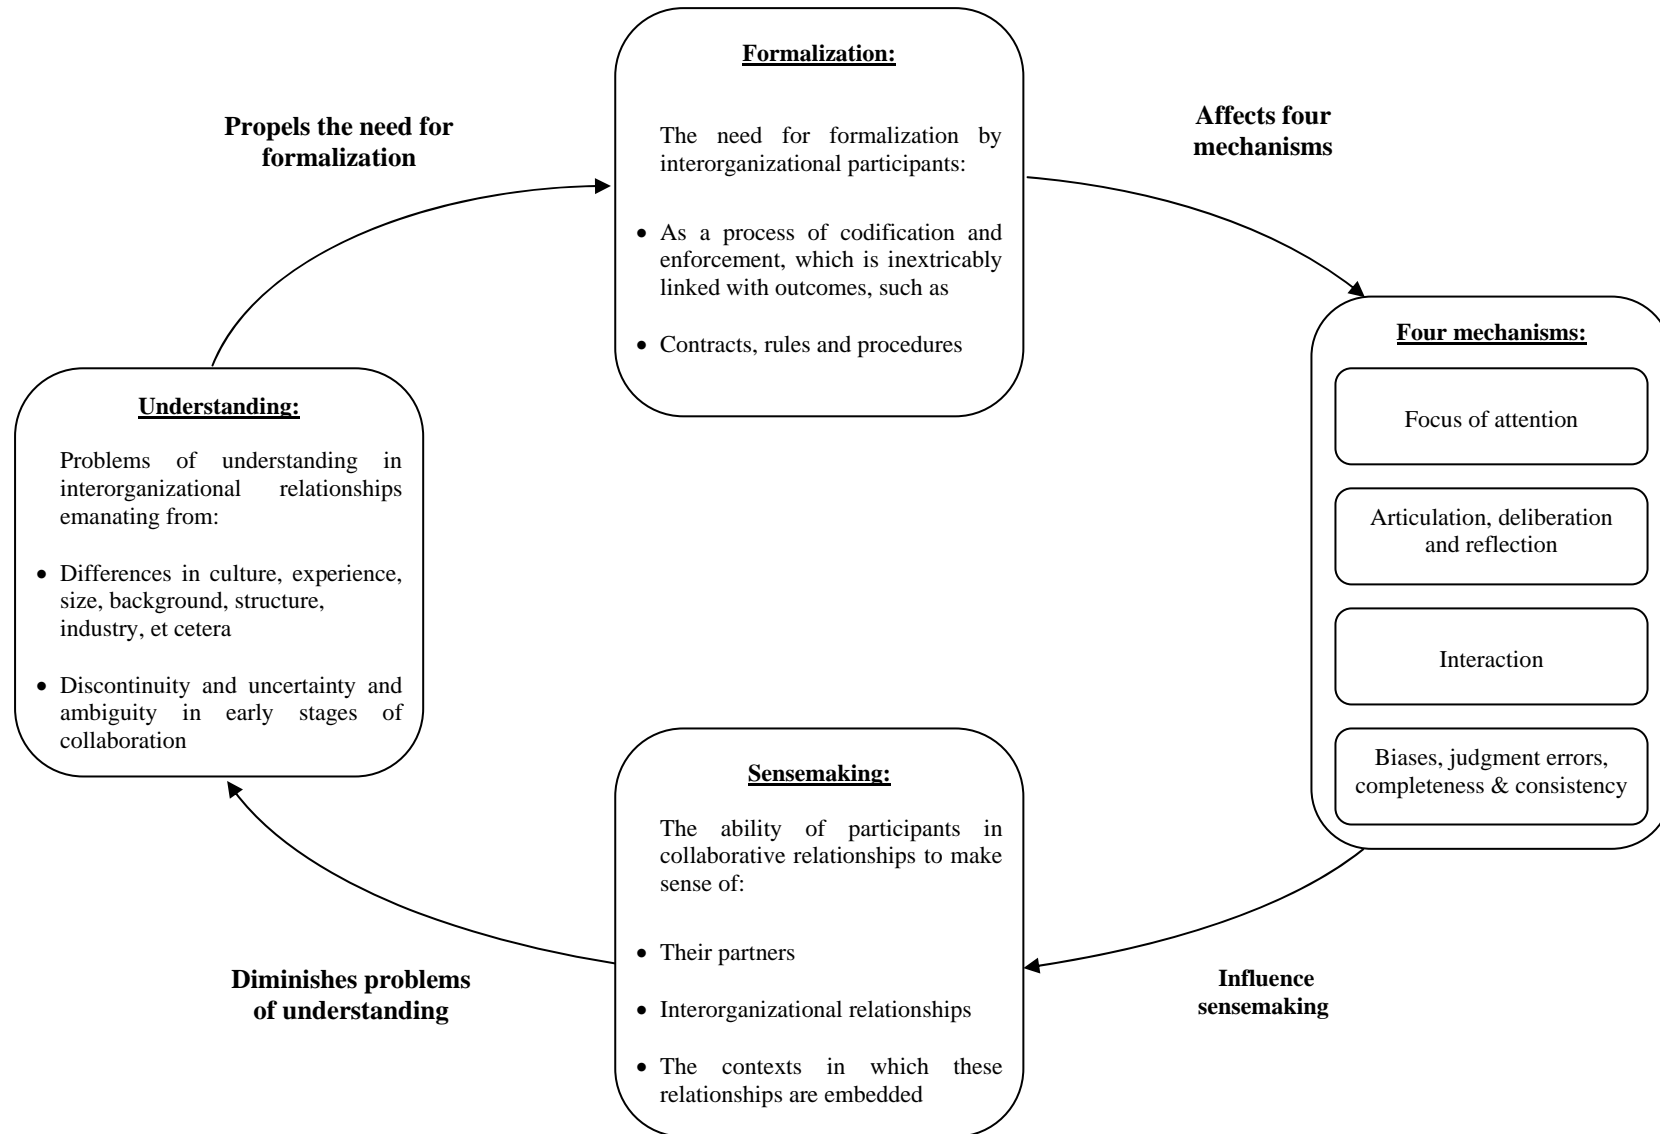 Formalization:
The need for formalization by
interorganizational participants:
• As a process of codification and
enforcement, which is inextricably
linked with outcomes, such as
• Contracts, rules and procedures
Propels the need for
formalization
Affects four
mechanisms
Four mechanisms:
Focus of attention
Articulation, deliberation
and reflection
Interaction
Biases, judgment errors,
completeness & consistency
Understanding:
Problems of understanding in
interorganizational relationships
emanating from:
• Differences in culture, experience,
size, background, structure,
industry, et cetera
• Discontinuity and uncertainty and
ambiguity in early stages of
collaboration
Sensemaking:
The ability of participants in
collaborative relationships to make
sense of:
• Their partners
• Interorganizational relationships
• The contexts in which these
relationships are embedded
Diminishes problems
of understanding
Influence
sensemaking